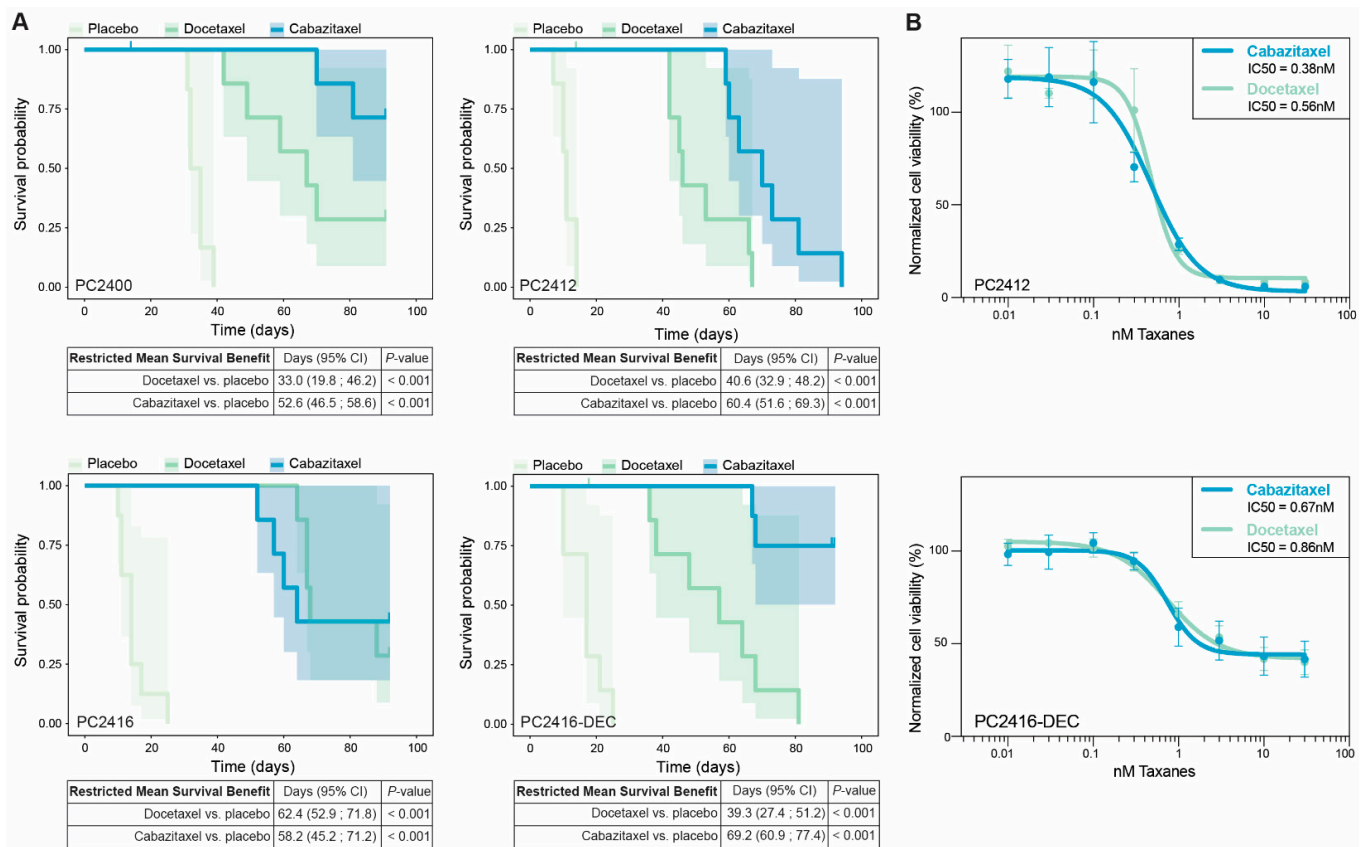 A
Placebo Docetaxel Cabazitaxel
1.00
0.75
0.50
0.25
0.00
Survival probability
PC2400
0 20 40 60 80 100
Time (days)
Restricted Mean Survival Benefit Days (95% CI) P-value
Docetaxel vs. placebo 33.0 (19.8 ; 46.2) < 0.001
Cabazitaxel vs. placebo 52.6 (46.5 ; 58.6) < 0.001
Placebo Docetaxel Cabazitaxel
1.00
0.75
0.50
0.25
0.00
Survival probability
PC2412
0 20 40 60 80 100
Time (days)
Restricted Mean Survival Benefit Days (95% CI) P-value
Docetaxel vs. placebo 40.6 (32.9 ; 48.2) < 0.001
Cabazitaxel vs. placebo 60.4 (51.6 ; 69.3) < 0.001
Placebo Docetaxel Cabazitaxel
1.00
0.75
0.50
0.25
0.00
Survival probability
PC2416
0 20 40 60 80 100
Time (days)
Restricted Mean Survival Benefit Days (95% CI) P-value
Docetaxel vs. placebo 62.4 (52.9 ; 71.8) < 0.001
Cabazitaxel vs. placebo 58.2 (45.2 ; 71.2) < 0.001
Placebo Docetaxel Cabazitaxel
1.00
0.75
0.50
0.25
0.00
Survival probability
PC2416-DEC
0 20 40 60 80 100
Time (days)
Restricted Mean Survival Benefit Days (95% CI) P-value
Docetaxel vs. placebo 39.3 (27.4 ; 51.2) < 0.001
Cabazitaxel vs. placebo 69.2 (60.9 ; 77.4) < 0.001
B
Cabazitaxel
IC50 = 0.38nM
Docetaxel
IC50 = 0.56nM
100
50
0
Normalized cell viabillity (%)
PC2412
0.01 0.1 1 10 100
nM Taxanes
Cabazitaxel
IC50 = 0.67nM
Docetaxel
IC50 = 0.86nM
100
50
0
Normalized cell viabillity (%)
PC2416-DEC
0.01 0.1 1 10 100
nM Taxanes